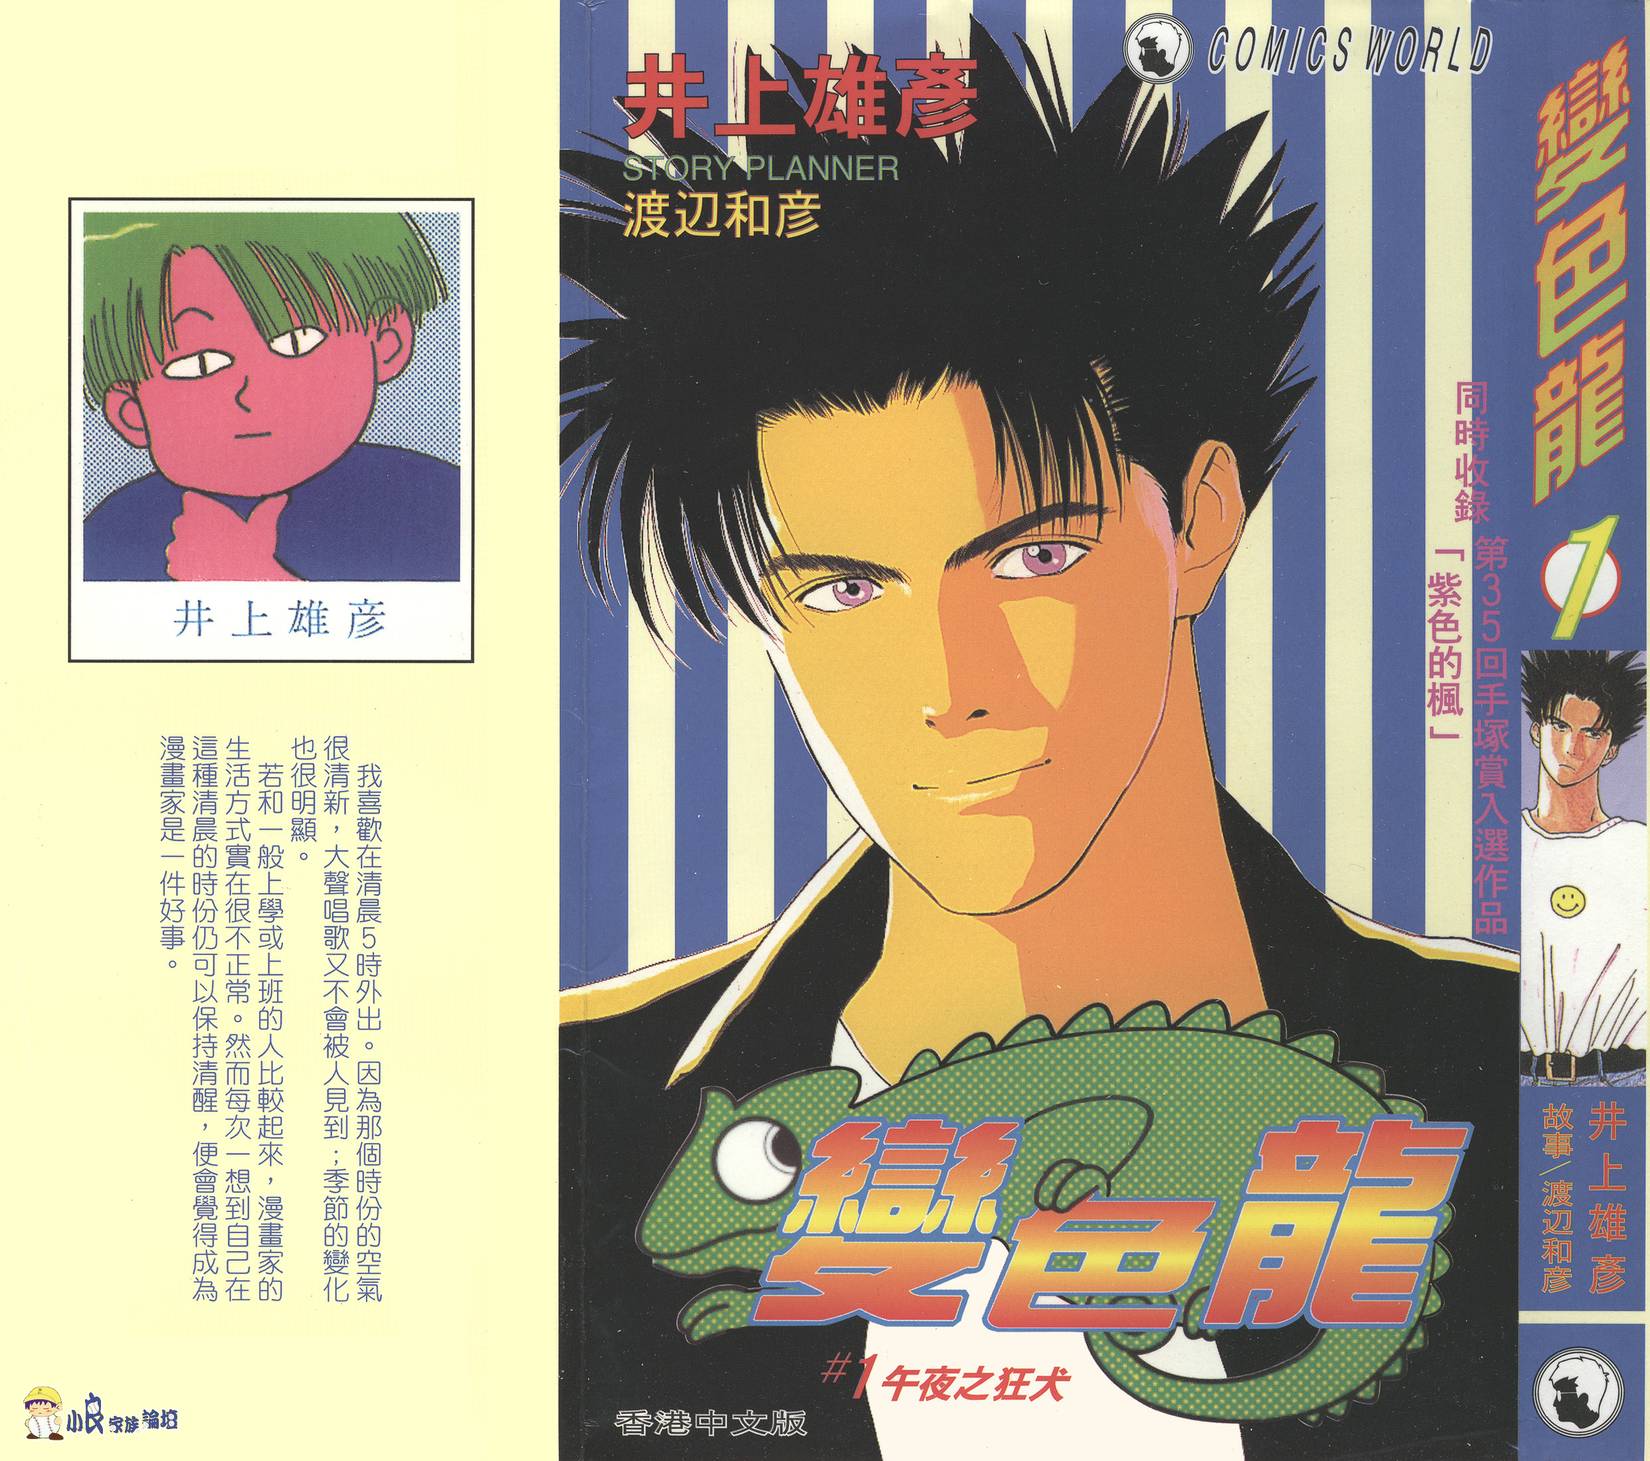 井上雄彦
我喜歡在清晨5時外出。因為那個時份的空氣
很清新，大聲唱歌又不會被人見到；季節的變化
也很明顯。
若和一般上學或上班的人比較起來，漫畫家的
生活方式實在很不正常。然而每次一想到自己在
這種清晨的時份仍可以保持清醒，便會覺得成為
漫畫家是一件好事。
小良家族論壇
井上雄彥
STORY PLANNER
渡辺和彦
COMICS WORLD
同時收錄
第35回手塚賞入選作品
「紫色的楓」
變色龍
#1午夜之狂犬
香港中文版
變色龍
1
井上雄彥
故事／渡辺和彦